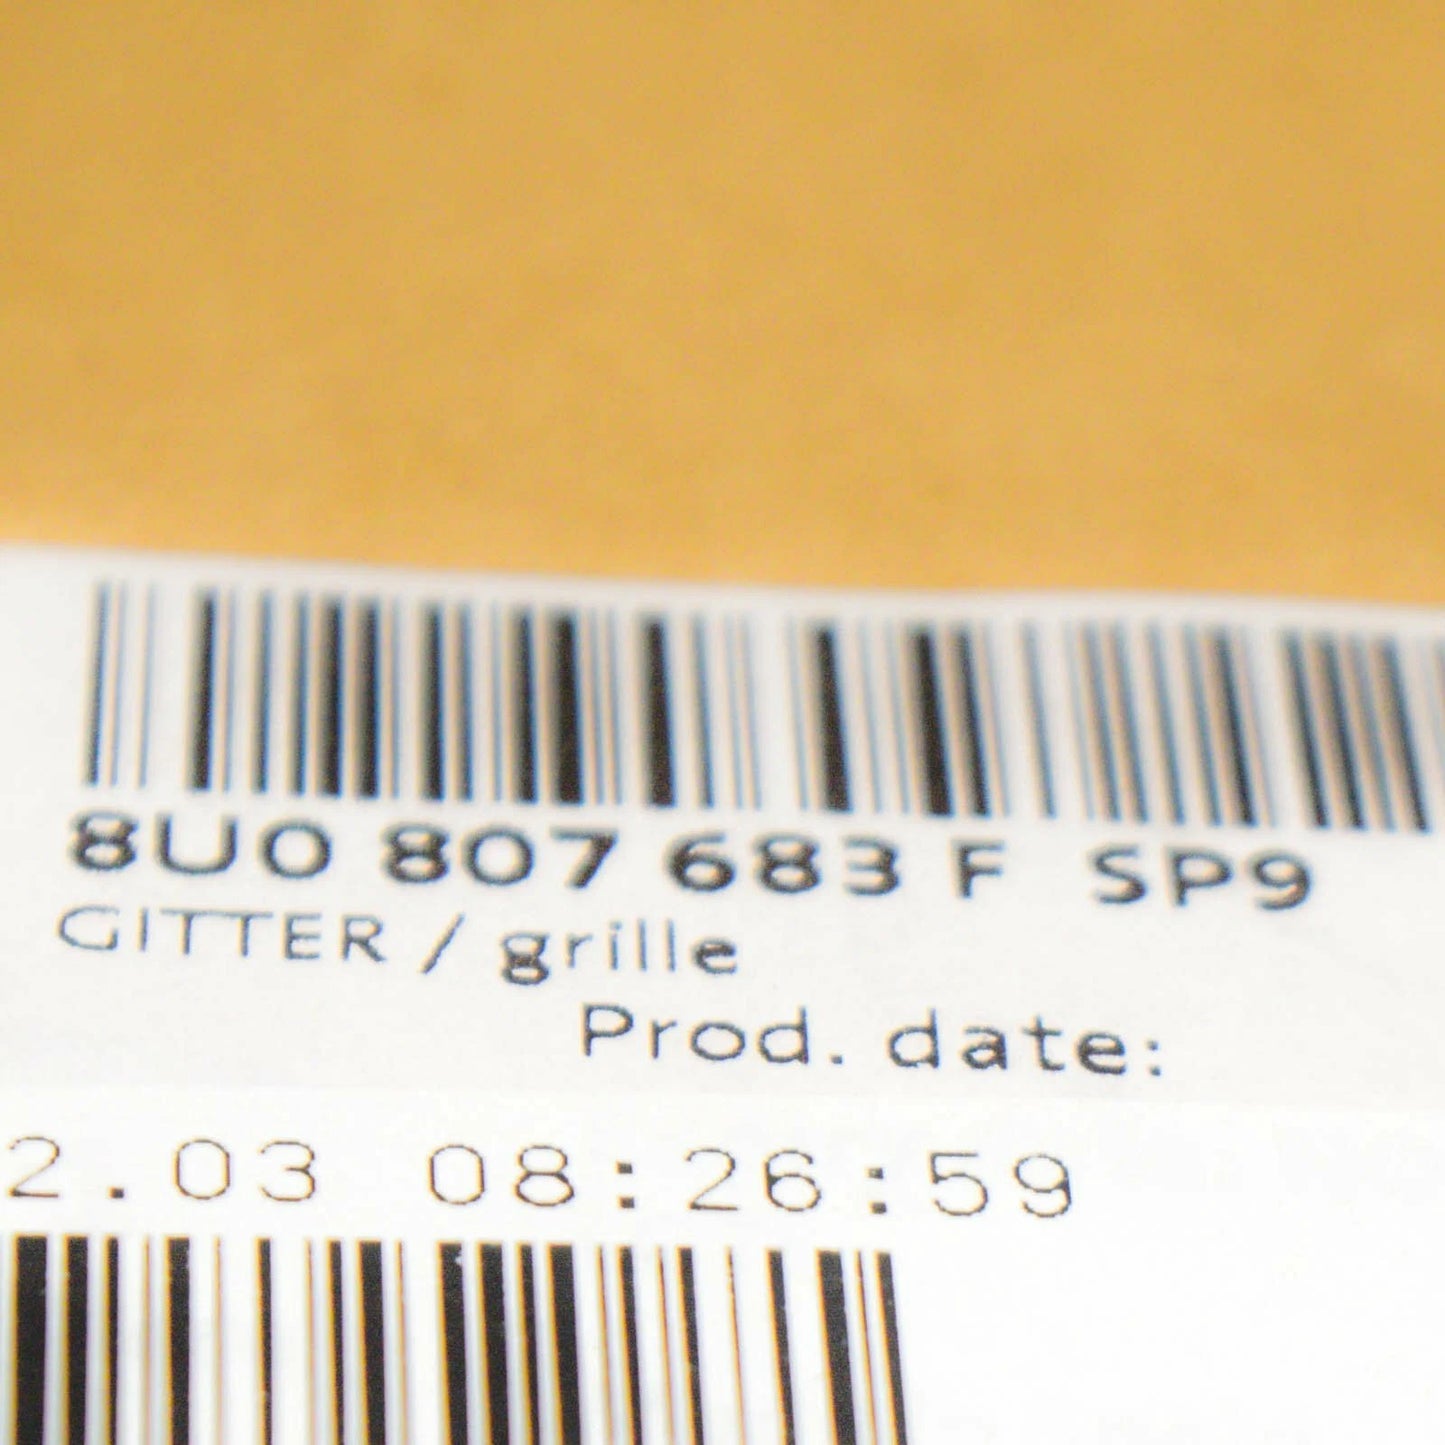 8U0 807 683 F SP9
GITTER / grille
Prod. date:
2.03 08:26:59